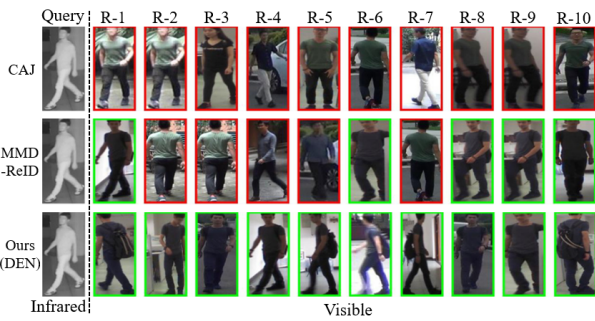 Query R-1 R-2 R-3 R-4 R-5 R-6 R-7 R-8 R-9 R-10
CAJ
MMD
-ReID
Ours
(DEN)
Infrared Visible